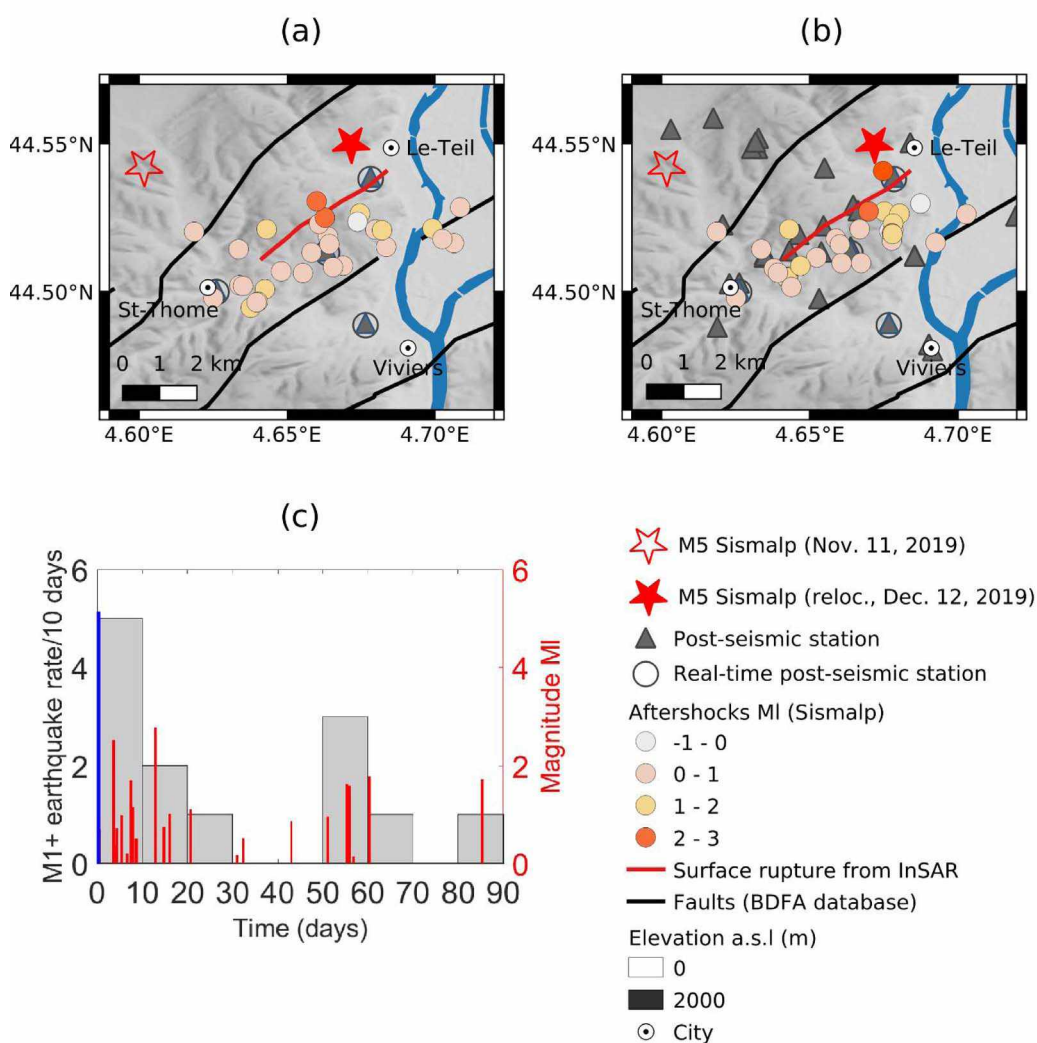 (a)
(b)
44.55°N
44.50°N
Le-Teil
St-Thome
Viviers
0 1 2 km
4.60°E 4.65°E 4.70°E
44.55°N
44.50°N
Le-Teil
St-Thome
Viviers
0 1 2 km
4.60°E 4.65°E 4.70°E
(c)
M1+ earthquake rate/10 days
6
4
2
0
6
4
2
0
Magnitude Ml
0 10 20 30 40 50 60 70 80 90
Time (days)
M5 Sismalp (Nov. 11, 2019)
M5 Sismalp (reloc., Dec. 12, 2019)
Post-seismic station
Real-time post-seismic station
Aftershocks Ml (Sismalp)
-1 - 0
0 - 1
1 - 2
2 - 3
Surface rupture from InSAR
Faults (BDFA database)
Elevation a.s.l (m)
0
2000
City